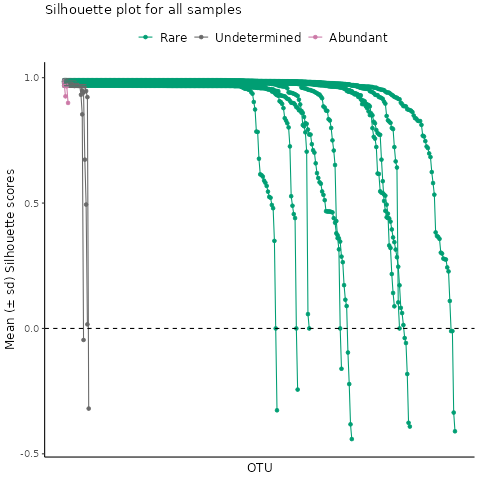 Silhouette plot for all samples
Rare Undetermined Abundant
Mean (± sd) Silhouette scores
1.0
0.5
0.0
-0.5
OTU